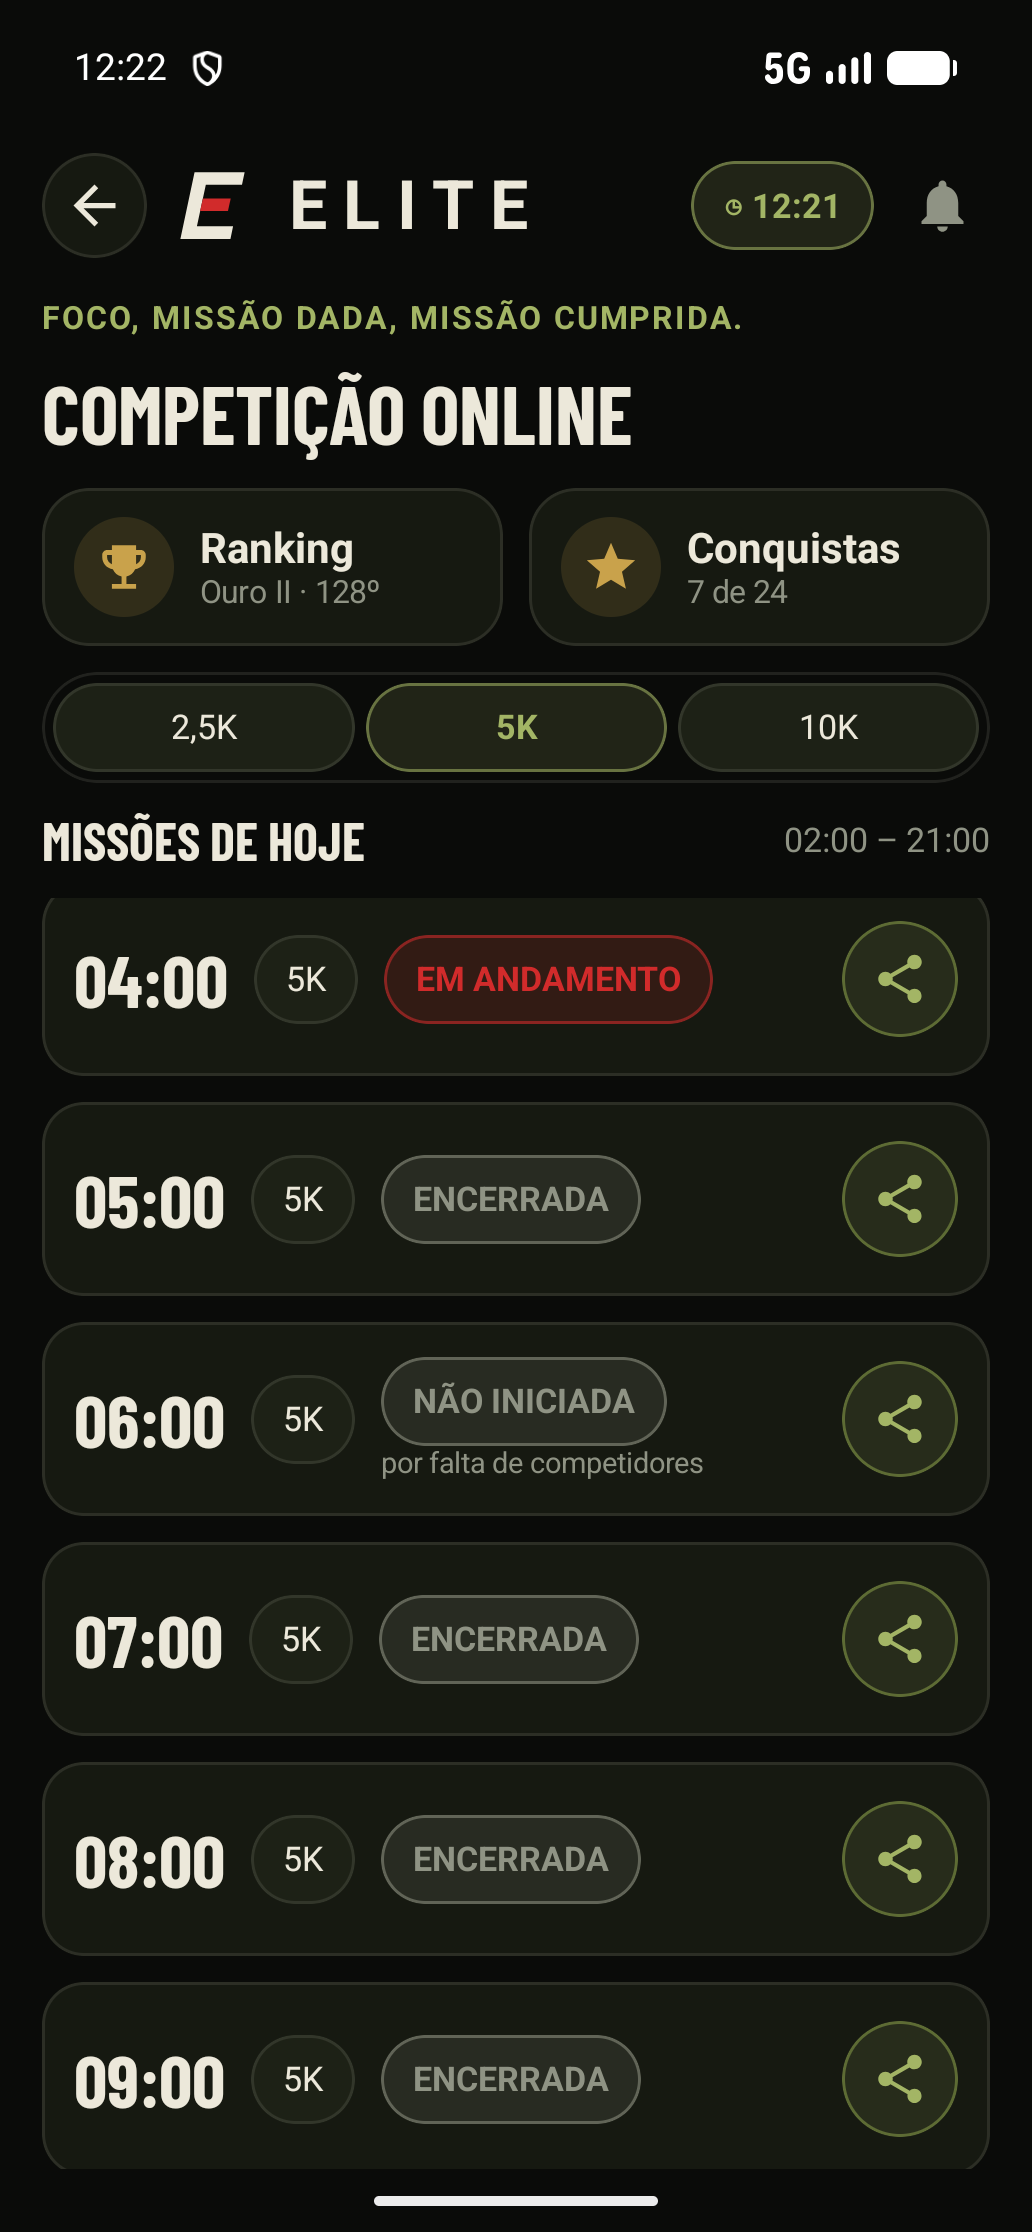 12:22
5G
E ELITE
12:21
FOCO, MISSÃO DADA, MISSÃO CUMPRIDA.
COMPETIÇÃO ONLINE
Ranking
Ouro II · 128º
Conquistas
7 de 24
2,5K
5K
10K
MISSÕES DE HOJE
02:00 – 21:00
04:00 5K EM ANDAMENTO
05:00 5K ENCERRADA
06:00 5K NÃO INICIADA
por falta de competidores
07:00 5K ENCERRADA
08:00 5K ENCERRADA
09:00 5K ENCERRADA